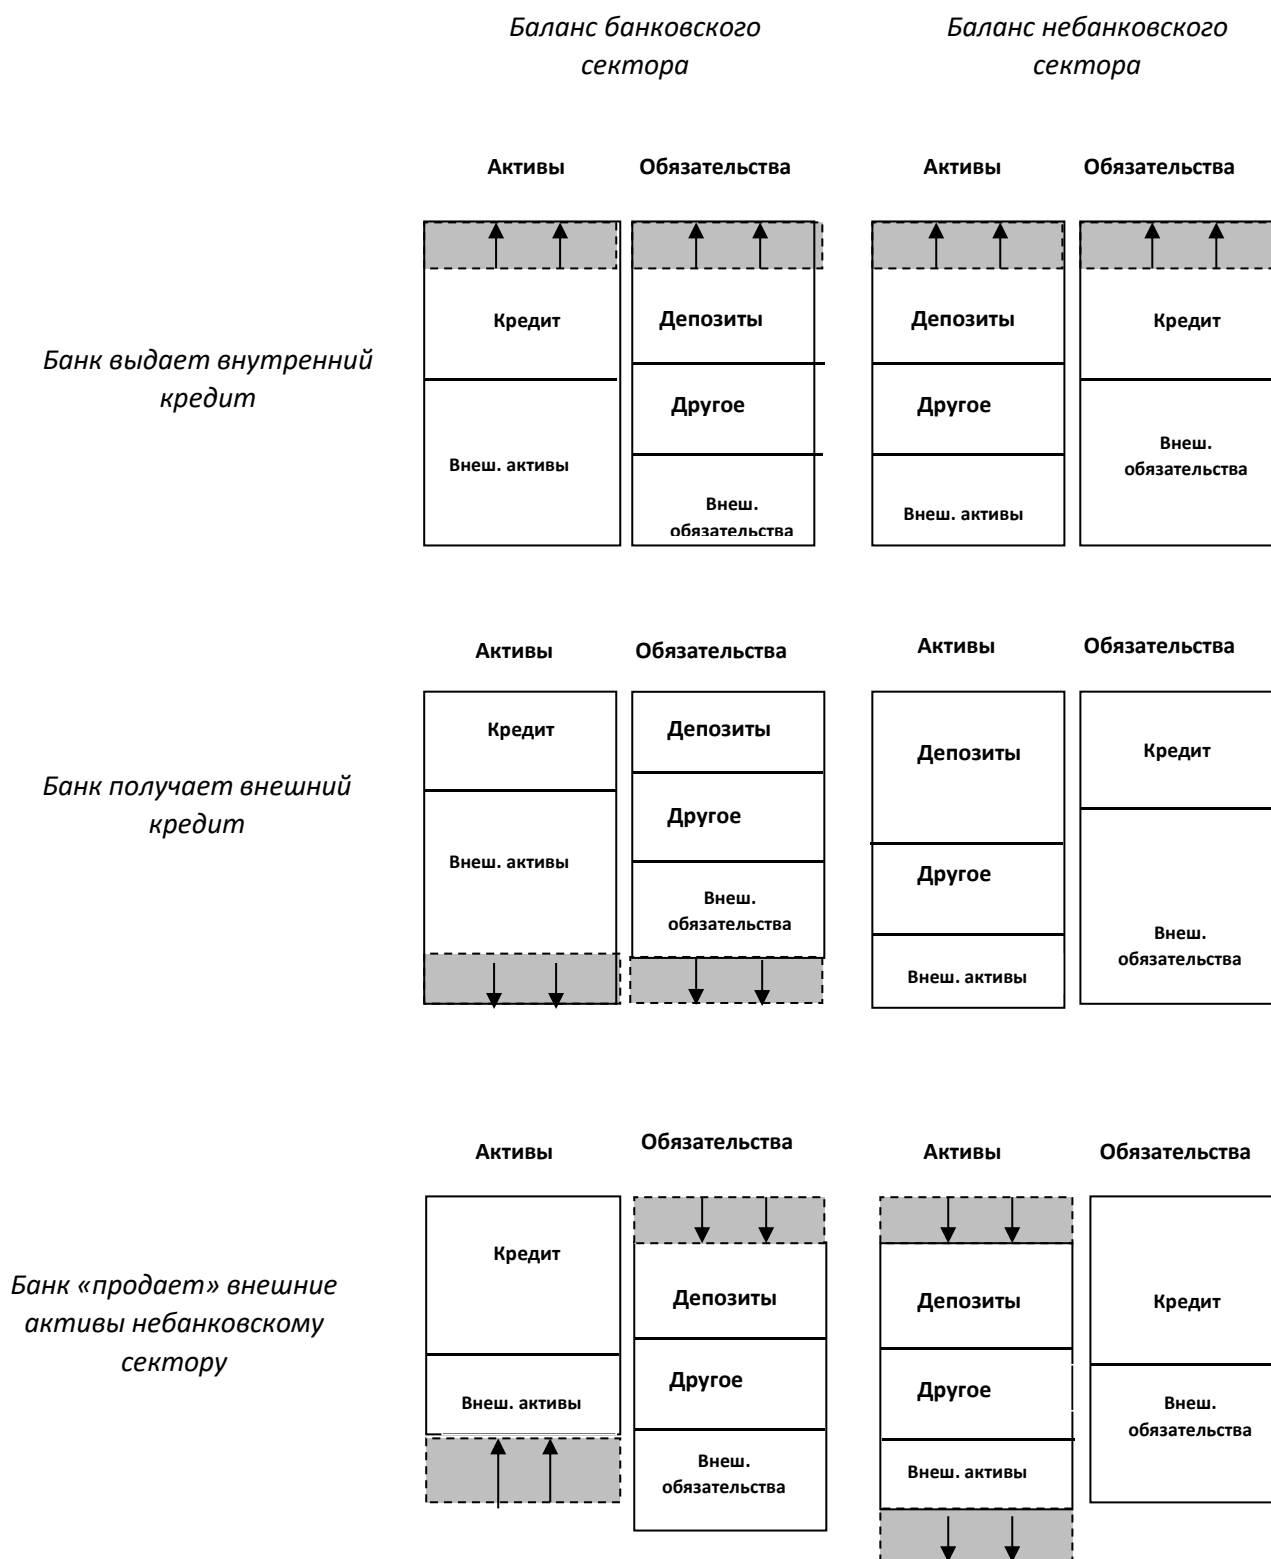 Баланс банковского
сектора
Баланс небанковского
сектора
Активы
Обязательства
Активы
Обязательства
Банк выдает внутренний
кредит
Кредит
Внеш. активы
Депозиты
Другое
Внеш.
обязательства
Депозиты
Другое
Внеш. активы
Кредит
Внеш.
обязательства
Активы
Обязательства
Активы
Обязательства
Банк получает внешний
кредит
Кредит
Внеш. активы
Депозиты
Другое
Внеш.
обязательства
Депозиты
Другое
Внеш. активы
Кредит
Внеш.
обязательства
Активы
Обязательства
Активы
Обязательства
Банк «продает» внешние
активы небанковскому
сектору
Кредит
Внеш. активы
Депозиты
Другое
Внеш.
обязательства
Депозиты
Другое
Внеш. активы
Кредит
Внеш.
обязательства